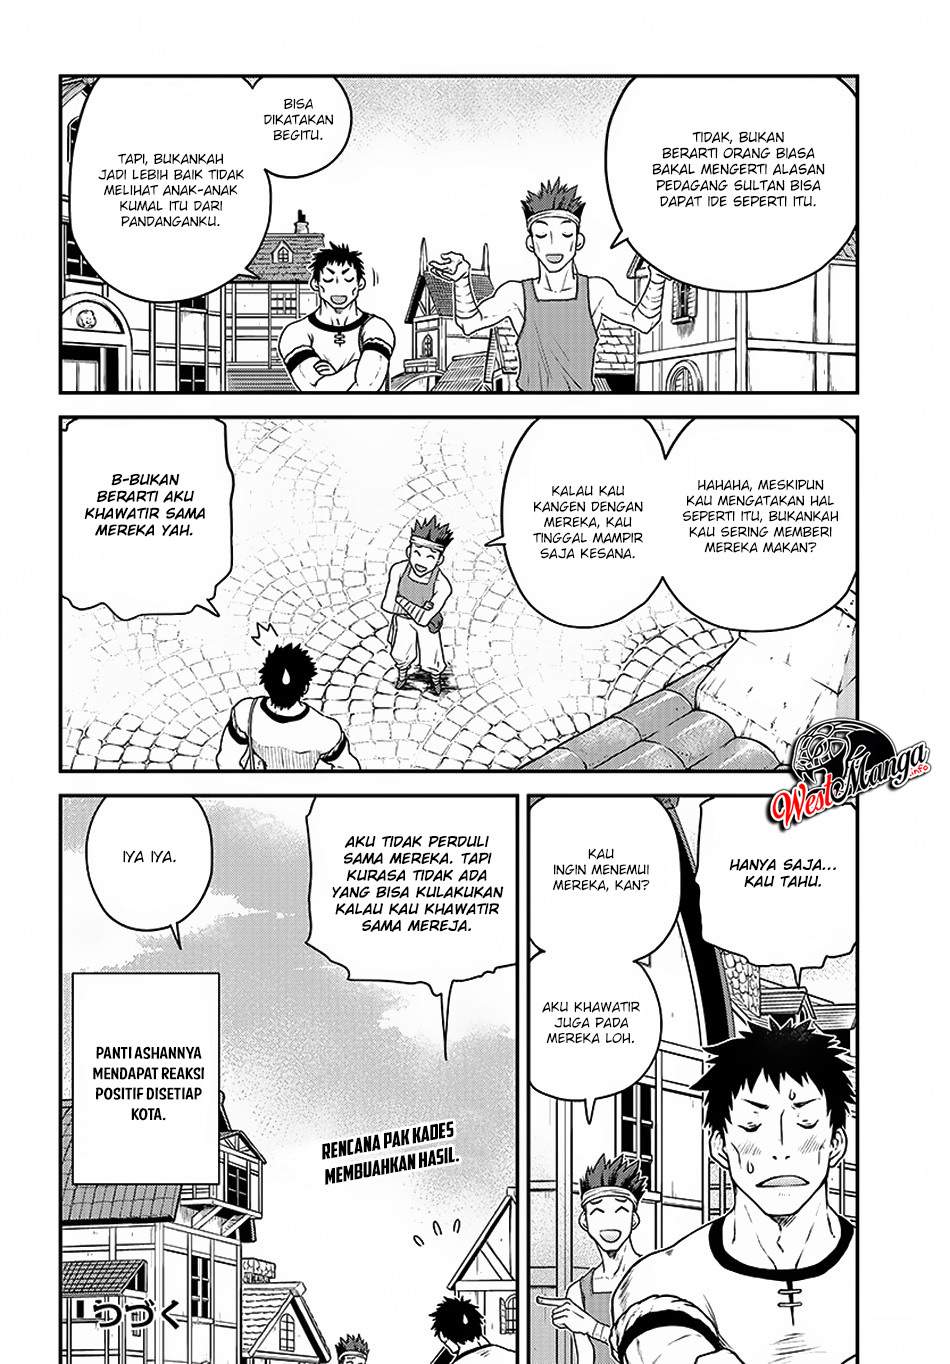 TIDAK, BUKAN
BERARTI ORANG BIASA
BAKAL MENGERTI ALASAN
PEDAGANG SULTAN BISA
DAPAT IDE SEPERTI ITU.
BISA
DIKATAKAN
BEGITU.
TAPI, BUKANKAH
JADI LEBIH BAIK TIDAK
MELIHAT ANAK-ANAK
KUMAL ITU DARI
PANDANGANKU.
HAHAHA, MESKIPUN
KAU MENGATAKAN HAL
SEPERTI ITU, BUKANKAH
KAU SERING MEMBERI
MEREKA MAKAN?
KALAU KAU
KANGEN DENGAN
MEREKA, KAU
TINGGAL MAMPIR
SAJA KESANA.
B-BUKAN
BERARTI AKU
KHAWATIR SAMA
MEREKA YAH.
WestManga
.info
HANYA SAJA...
KAU TAHU.
KAU
INGIN MENEMUI
MEREKA, KAN?
AKU KHAWATIR
JUGA PADA
MEREKA LOH.
AKU TIDAK PERDULI
SAMA MEREKA. TAPI
KURASA TIDAK ADA
YANG BISA KULAKUKAN
KALAU KAU KHAWATIR
SAMA MEREJA.
IYA IYA.
PANTI ASHANNYA
MENDAPAT REAKSI
POSITIF DISETIAP
KOTA.
RENCANA PAK KADES
MEMBUAHKAN HASIL.
つづく